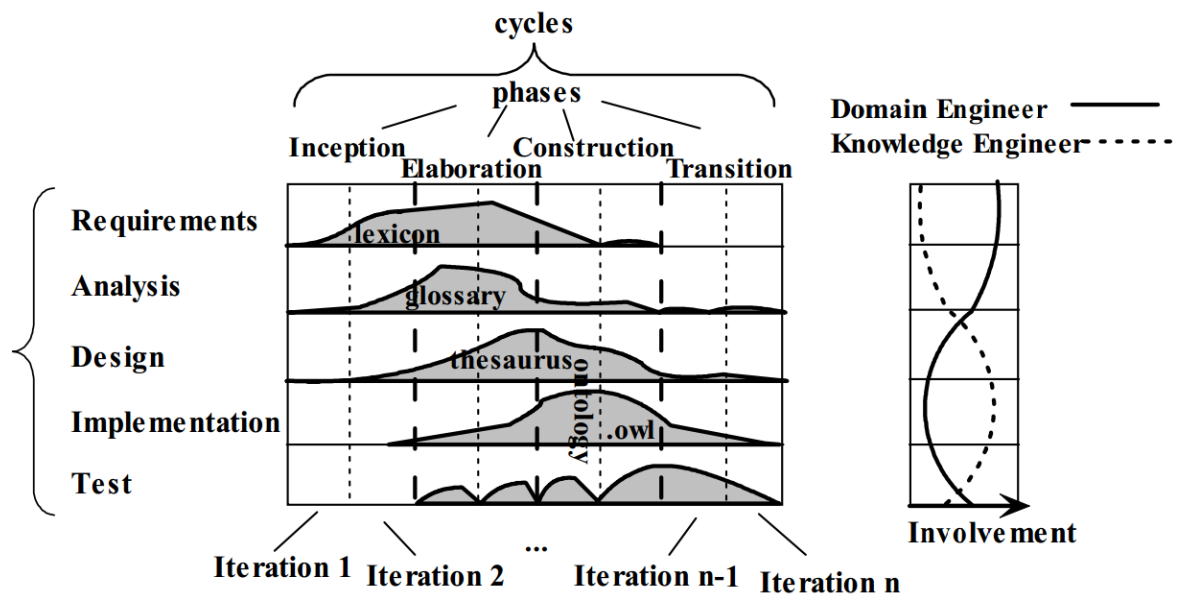 cycles
phases
Domain Engineer
Knowledge Engineer
Inception
Construction
Elaboration
Transition
Requirements
lexicon
Analysis
glossary
Design
thesaurus
ontology
Implementation
.owl
Test
Involvement
...
Iteration 1
Iteration 2
Iteration n-1
Iteration n